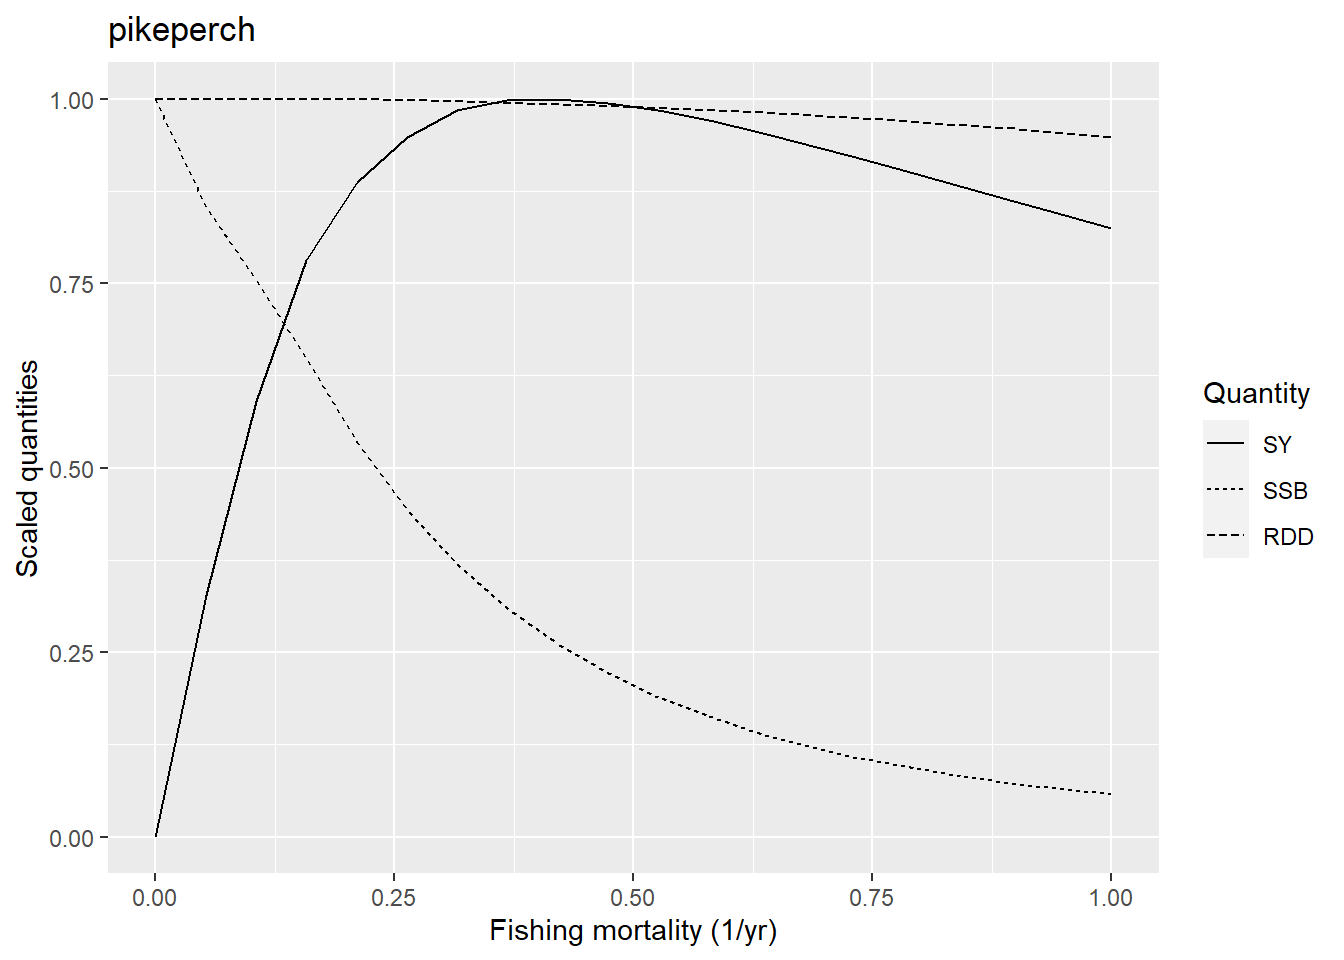 pikeperch
1.00
0.75
0.50
0.25
0.00
Scaled quantities
0.00 0.25 0.50 0.75 1.00
Fishing mortality (1/yr)
Quantity
SY
SSB
RDD